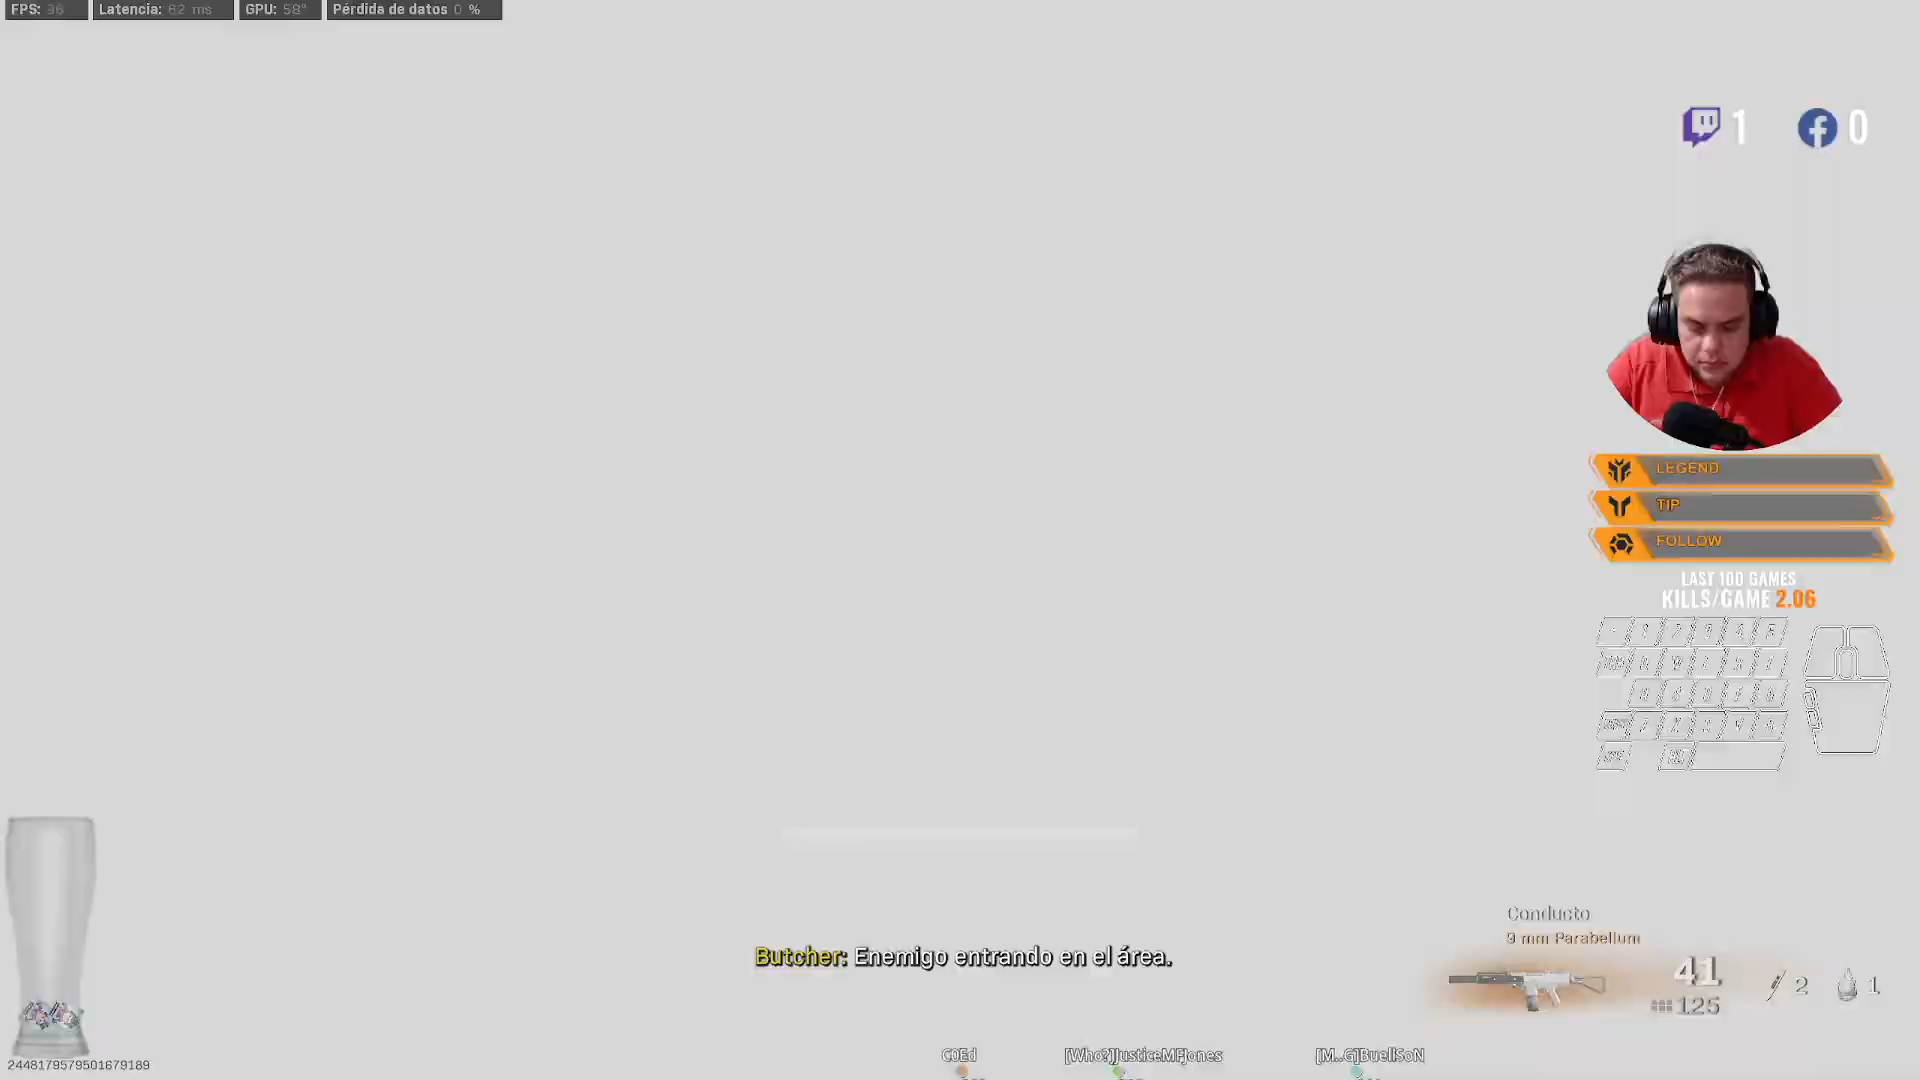 FPS: 36 Latencia: 62 ms GPU: 58° Pérdida de datos 0 %
1 0
LEGEND
TIP
FOLLOW
LAST 100 GAMES
KILLS/GAME 2.06
Conducto
9 mm Parabellum
Butcher: Enemigo entrando en el área.
41
125
2 1
C0Ed [Who?]JusticeMFJones [M..G]BuellSoN
2448179579501679189